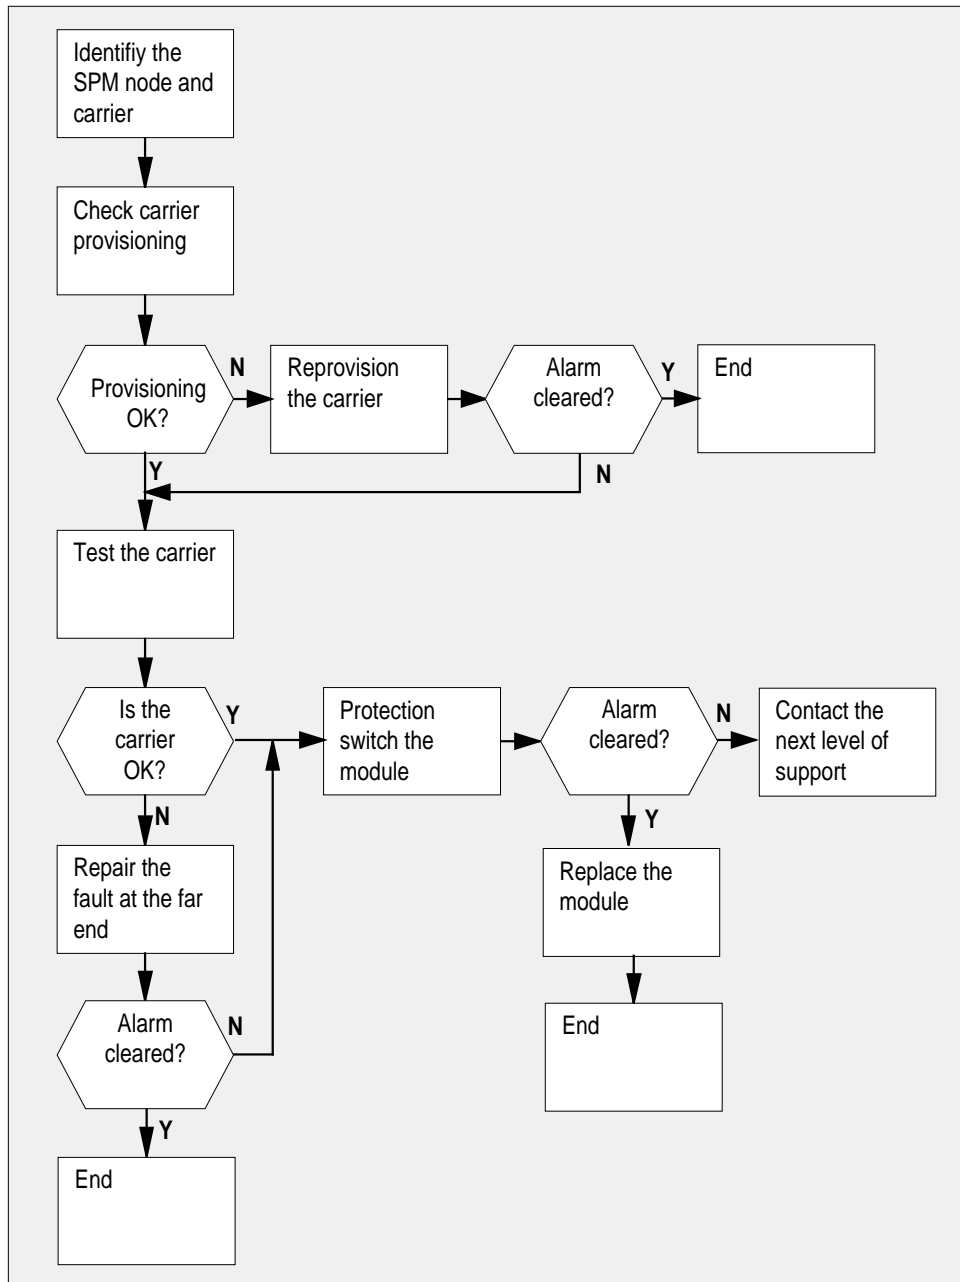 Identifiy the
SPM node and
carrier
Check carrier
provisioning
Provisioning
OK?
N
Reprovision
the carrier
Alarm
cleared?
Y
End
Y
N
Test the carrier
Is the
carrier
OK?
Y
Protection
switch the
module
Alarm
cleared?
N
Contact the
next level of
support
N
Y
Repair the
fault at the far
end
Replace the
module
Alarm
cleared?
N
End
Y
End